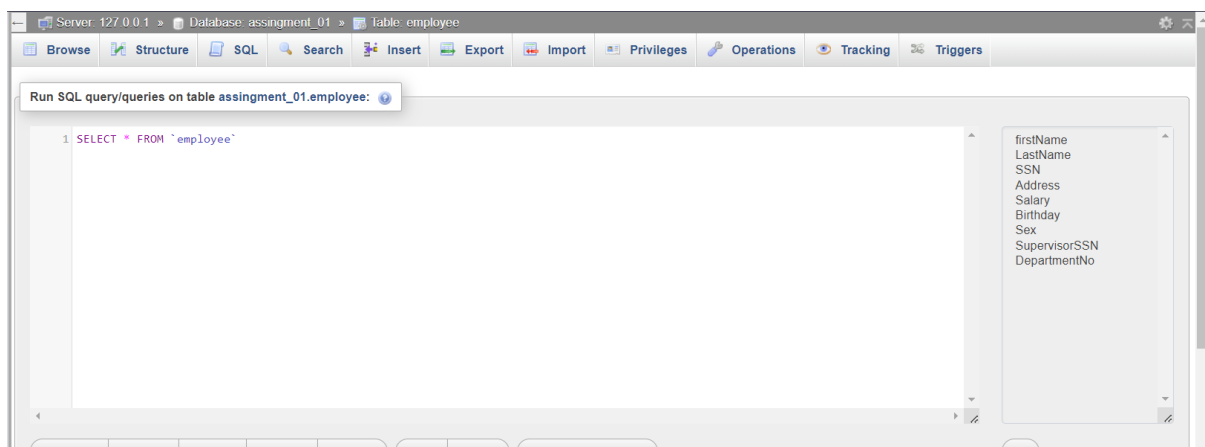 Server: 127.0.0.1 » Database: assingment_01 » Table: employee
Browse Structure SQL Search Insert Export Import Privileges Operations Tracking Triggers
Run SQL query/queries on table assingment_01.employee:
1 SELECT * FROM `employee`
firstName
LastName
SSN
Address
Salary
Birthday
Sex
SupervisorSSN
DepartmentNo